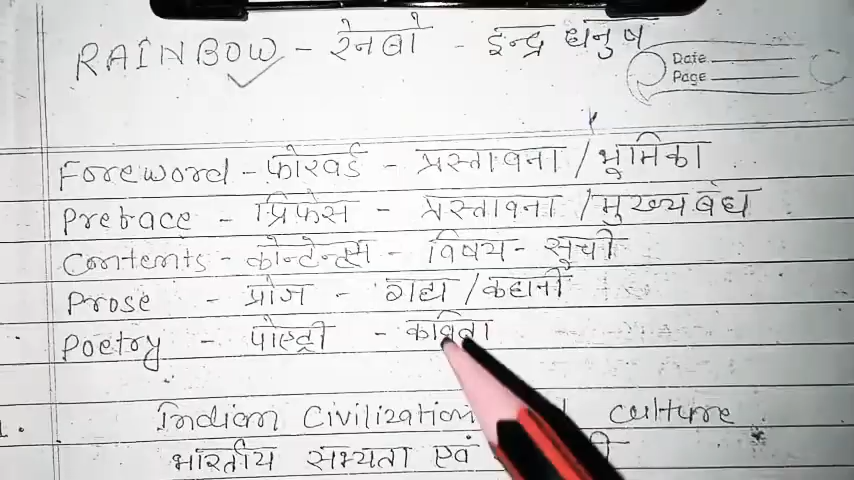 RAINBOW - रेनबो - इन्द्र धनुष
Date
Page
Foreword - फोरवर्ड - प्रस्तावना / भूमिका
Preface - प्रिफेस - प्रस्तावना / मुख्य बंध
Contents - कोन्टेन्ट्स - विषय - सूची
Prose - प्रोज - गद्य / कहानी
Poetry - पोइट्री - कविता
1. Indian Civilization culture
भारतीय सभ्यता एवं